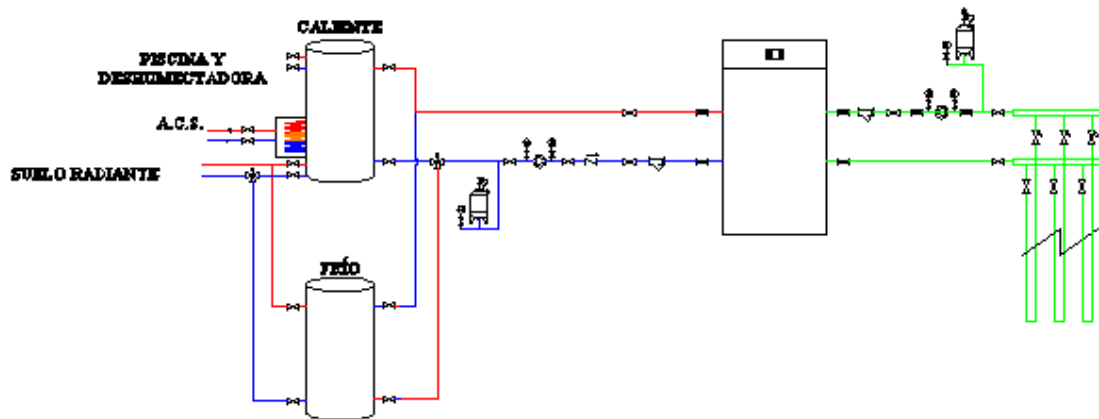 CALIENTE
PISCINA Y
DESHUMECTADORA
A.C.S.
SUELO RADIANTE
FRÍO